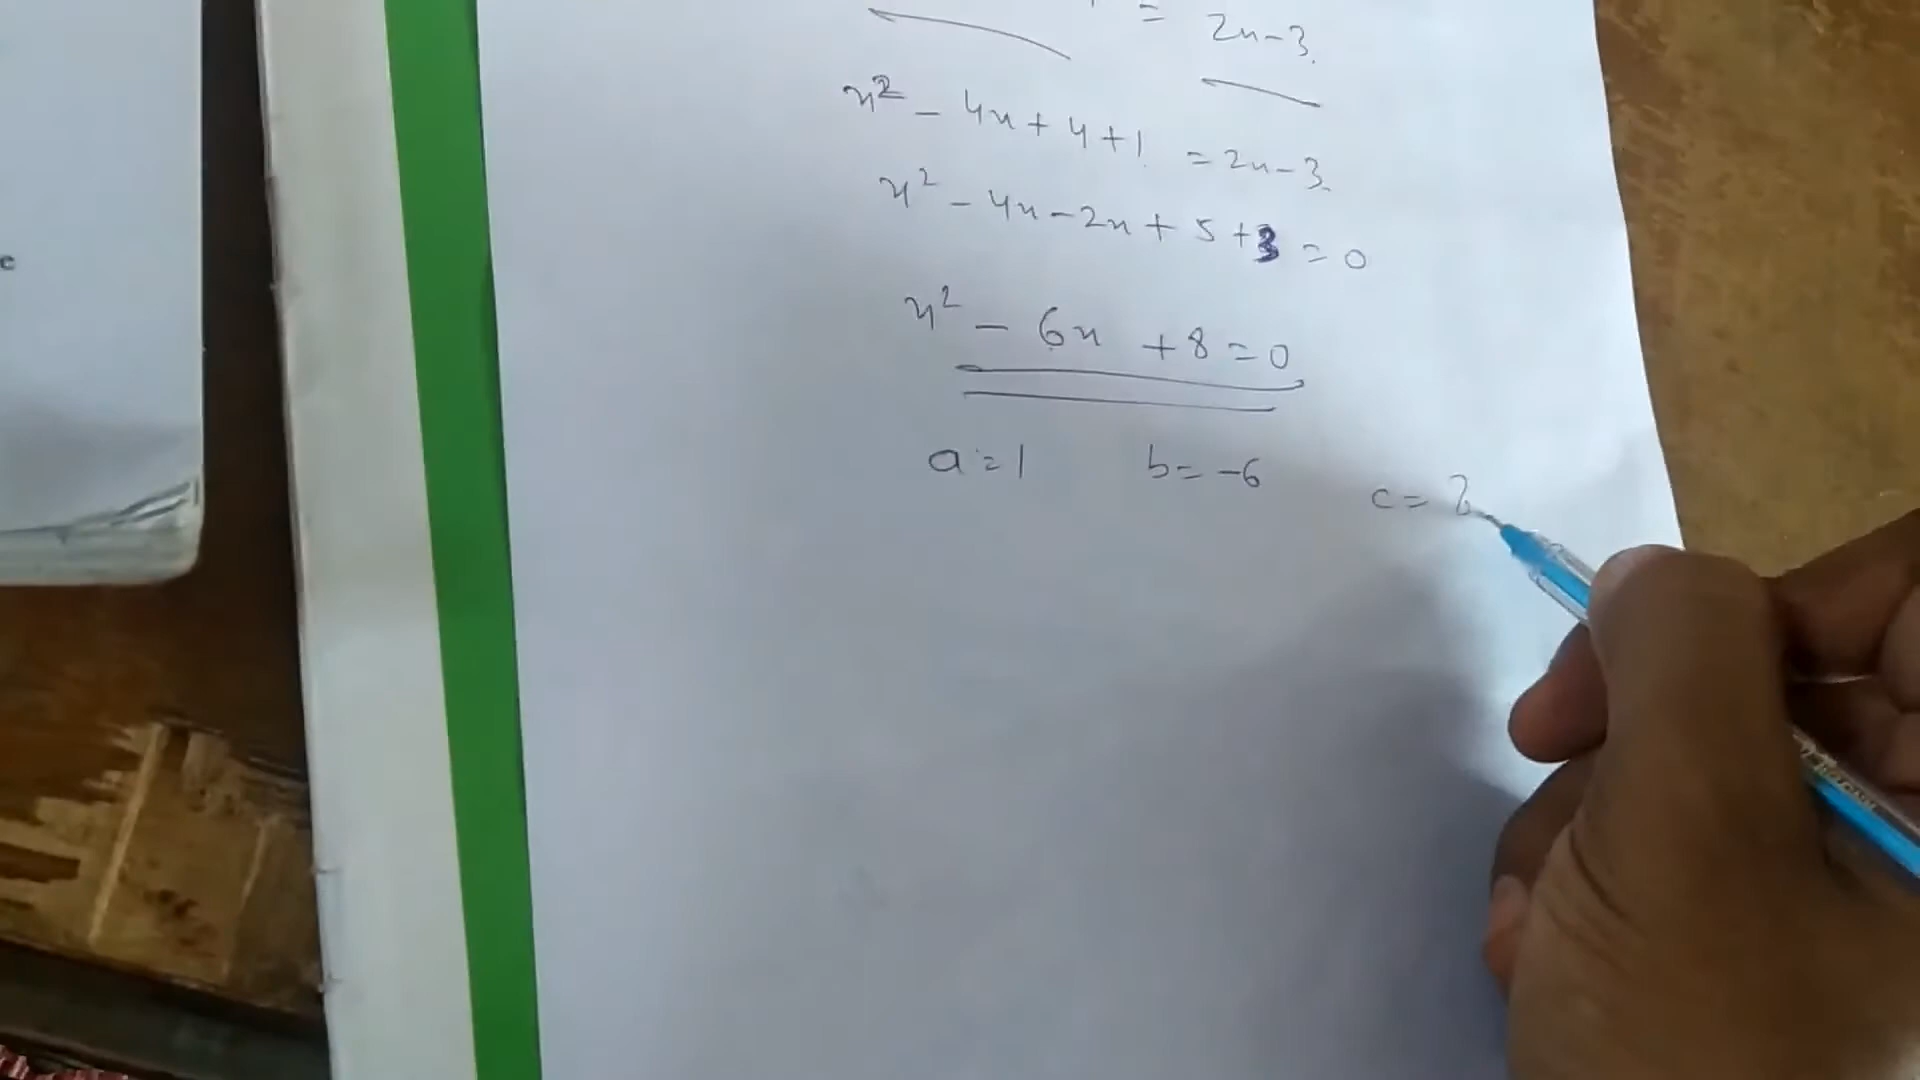 = 2x-3
x² - 4x + 4 + 1 = 2x-3
x² - 4x - 2x + 5 + 3 = 0
x² - 6x + 8 = 0
a = 1 b = -6 c =
e